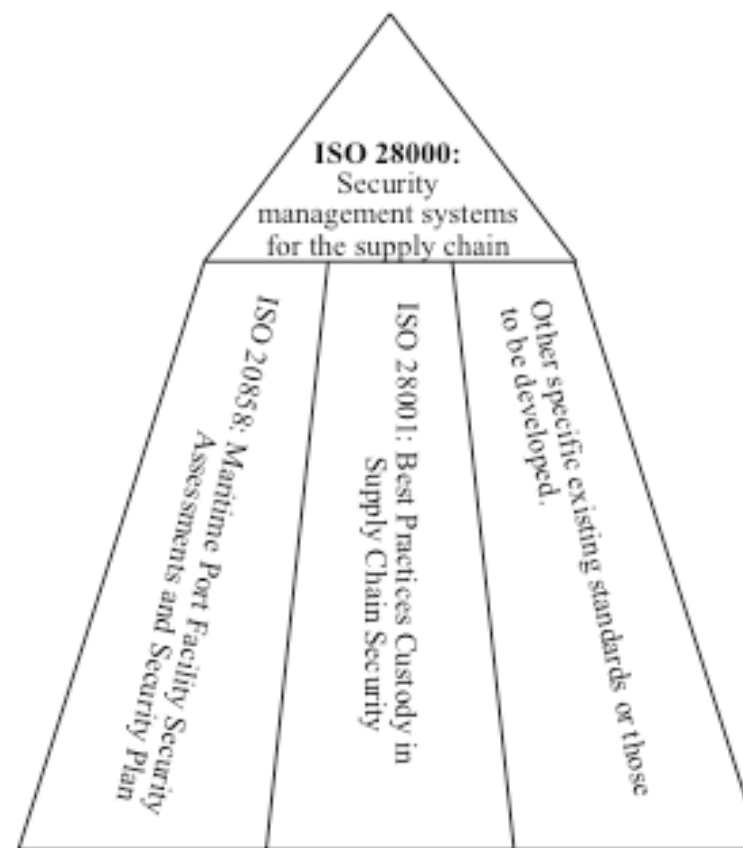 ISO 28000:
Security
management systems
for the supply chain
ISO 20858: Maritime Port Facility Security
Assessments and Security Plan
ISO 28001: Best Practices Custody in
Supply Chain Security
Other specific existing standards or those
to be developed.